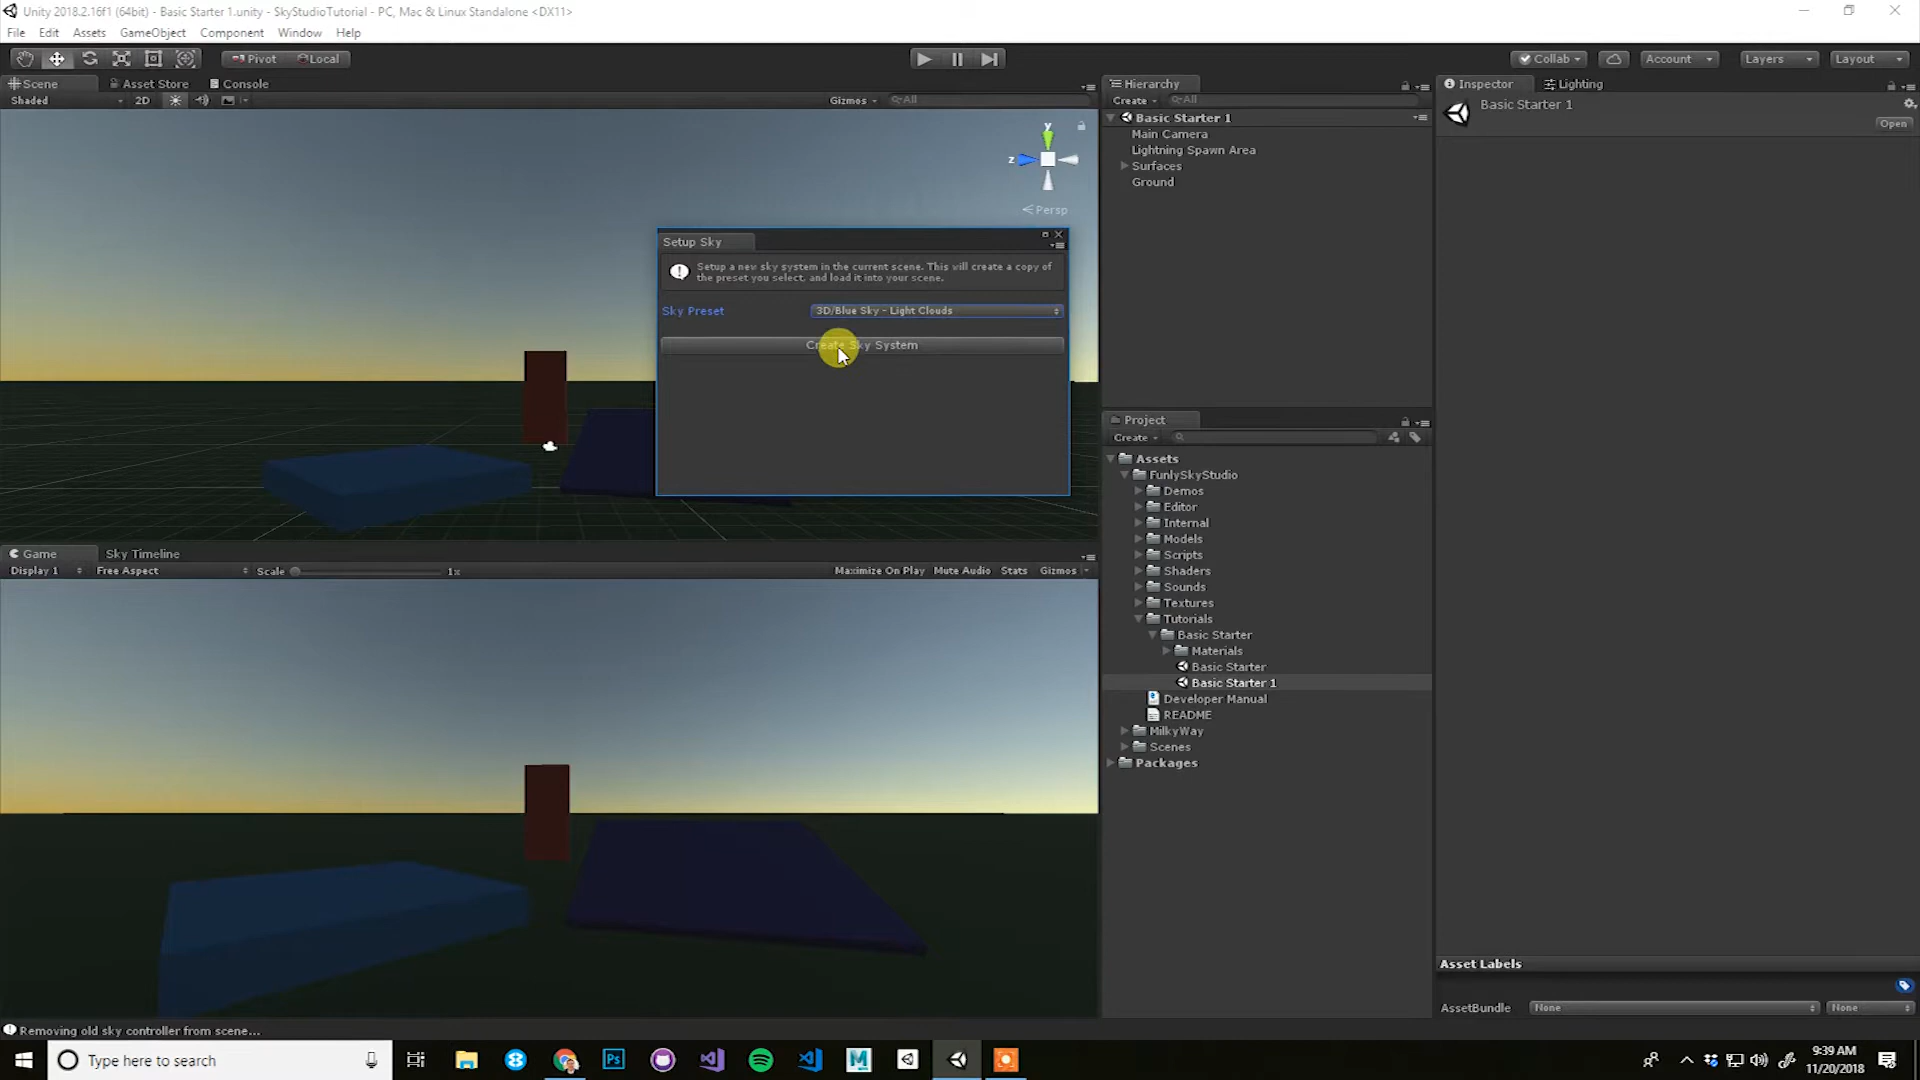 Unity 2018.2.16f1 (64bit) - Basic Starter 1.unity - SkyStudioTutorial - PC, Mac & Linux Standalone <DX11>
File Edit Assets GameObject Component Window Help
Pivot Local Collab Account Layers Layout
Scene Asset Store Console
Shaded 2D Gizmos All
y
z
Persp
Setup Sky
Setup a new sky system in the current scene. This will create a copy of
the preset you select, and load it into your scene.
Sky Preset 3D/Blue Sky - Light Clouds
Create Sky System
Game Sky Timeline
Display 1 Free Aspect Scale 1x Maximize On Play Mute Audio Stats Gizmos
Hierarchy
Create All
Basic Starter 1
Main Camera
Lightning Spawn Area
Surfaces
Ground
Project
Create
Assets
FunlySkyStudio
Demos
Editor
Internal
Models
Scripts
Shaders
Sounds
Textures
Tutorials
Basic Starter
Materials
Basic Starter
Basic Starter 1
Developer Manual
README
MilkyWay
Scenes
Packages
Inspector Lighting
Basic Starter 1
Open
Asset Labels
AssetBundle None None
Removing old sky controller from scene...
Type here to search
Ps
M
9:39 AM
11/20/2018